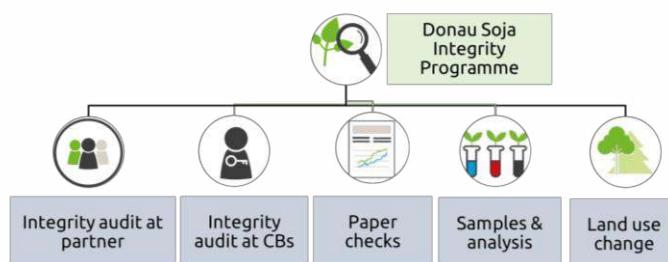 Donau Soja
Integrity
Programme
Integrity audit at
partner
Integrity
audit at CBs
Paper
checks
Samples &
analysis
Land use
change